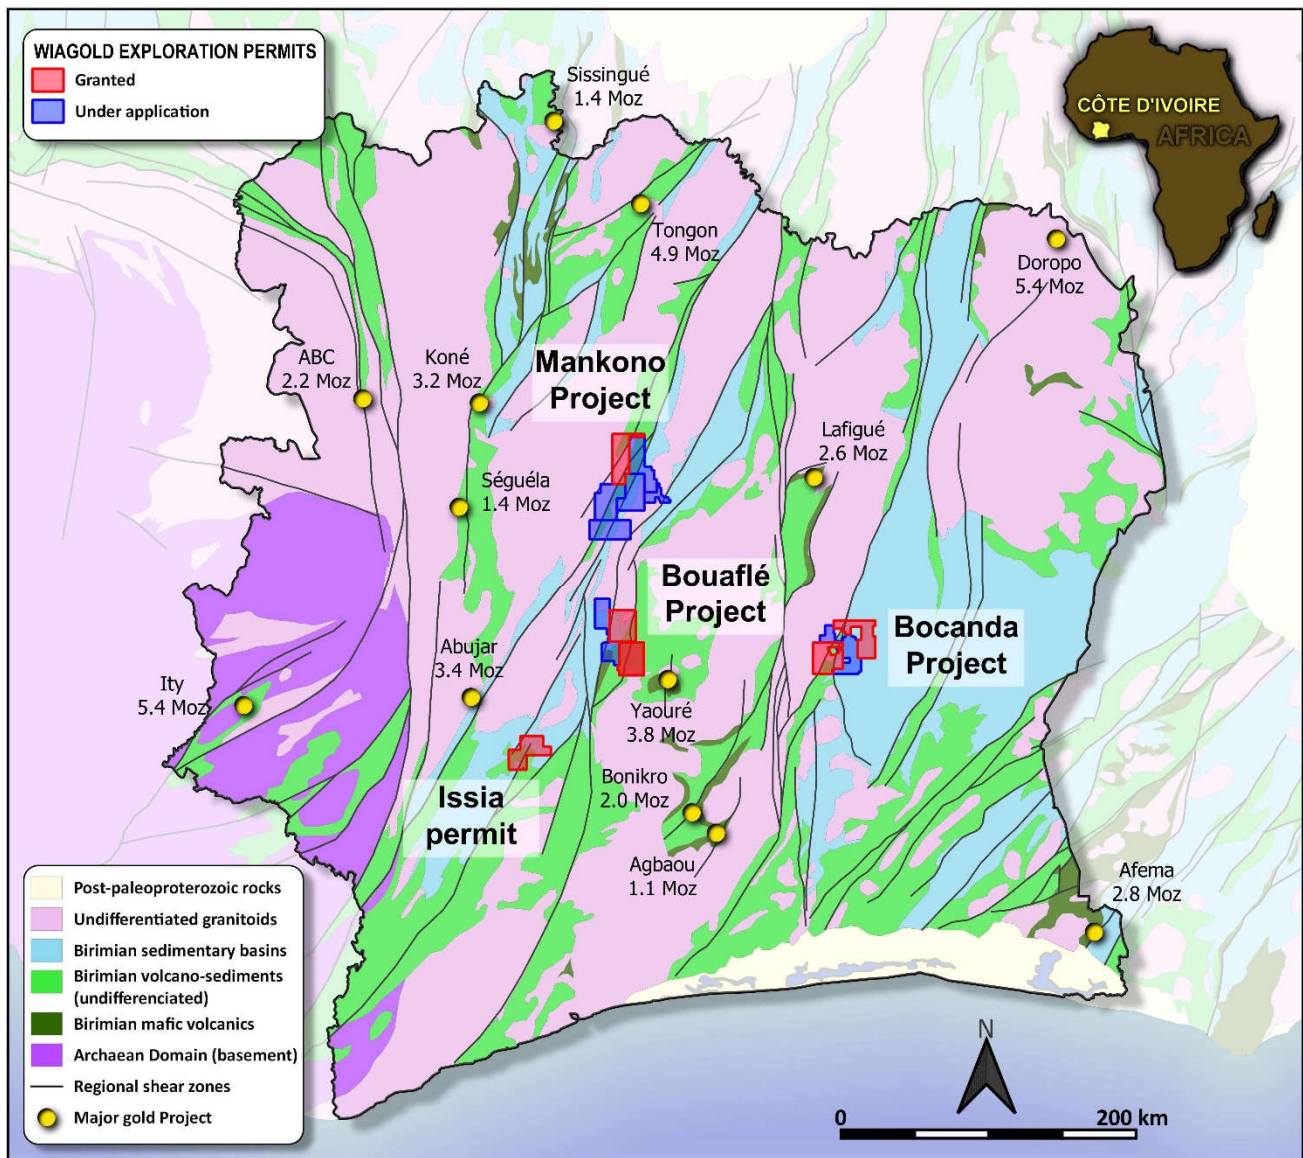 WIAGOLD EXPLORATION PERMITS
Granted
Under application
Sissingué
1.4 Moz
CÔTE D'IVOIRE
AFRICA
Tongon
4.9 Moz
Doropo
5.4 Moz
ABC
2.2 Moz
Koné
3.2 Moz
Mankono
Project
Lafigué
2.6 Moz
Séguéla
1.4 Moz
Bouaflé
Project
Bocanda
Project
Abujar
3.4 Moz
Ity
5.4 Moz
Yaouré
3.8 Moz
Issia
permit
Bonikro
2.0 Moz
Agbaou
1.1 Moz
Afema
2.8 Moz
Post-paleoproterozoic rocks
Undifferentiated granitoids
Birimian sedimentary basins
Birimian volcano-sediments
(undifferenciated)
Birimian mafic volcanics
Archaean Domain (basement)
Regional shear zones
Major gold Project
N
0 200 km